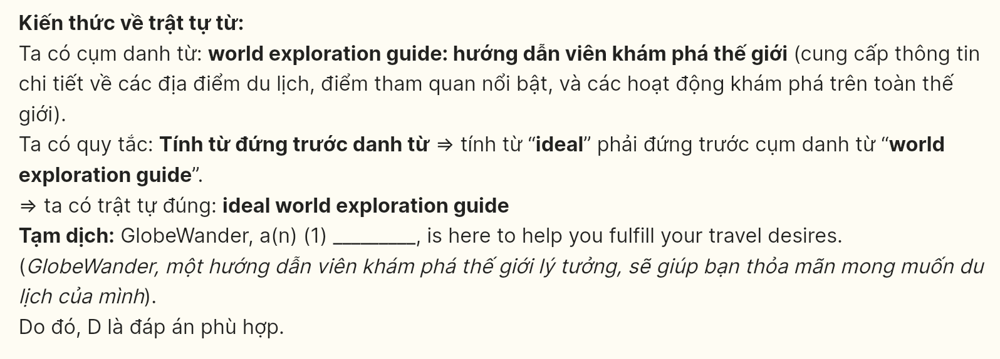 Kiến thức về trật tự từ:
Ta có cụm danh từ: world exploration guide: hướng dẫn viên khám phá thế giới (cung cấp thông tin
chi tiết về các địa điểm du lịch, điểm tham quan nổi bật, và các hoạt động khám phá trên toàn thế
giới).
Ta có quy tắc: Tính từ đứng trước danh từ ⇒ tính từ “ideal” phải đứng trước cụm danh từ “world
exploration guide”.
⇒ ta có trật tự đúng: ideal world exploration guide
Tạm dịch: GlobeWander, a(n) (1) _________, is here to help you fulfill your travel desires.
(GlobeWander, một hướng dẫn viên khám phá thế giới lý tưởng, sẽ giúp bạn thỏa mãn mong muốn du
lịch của mình).
Do đó, D là đáp án phù hợp.